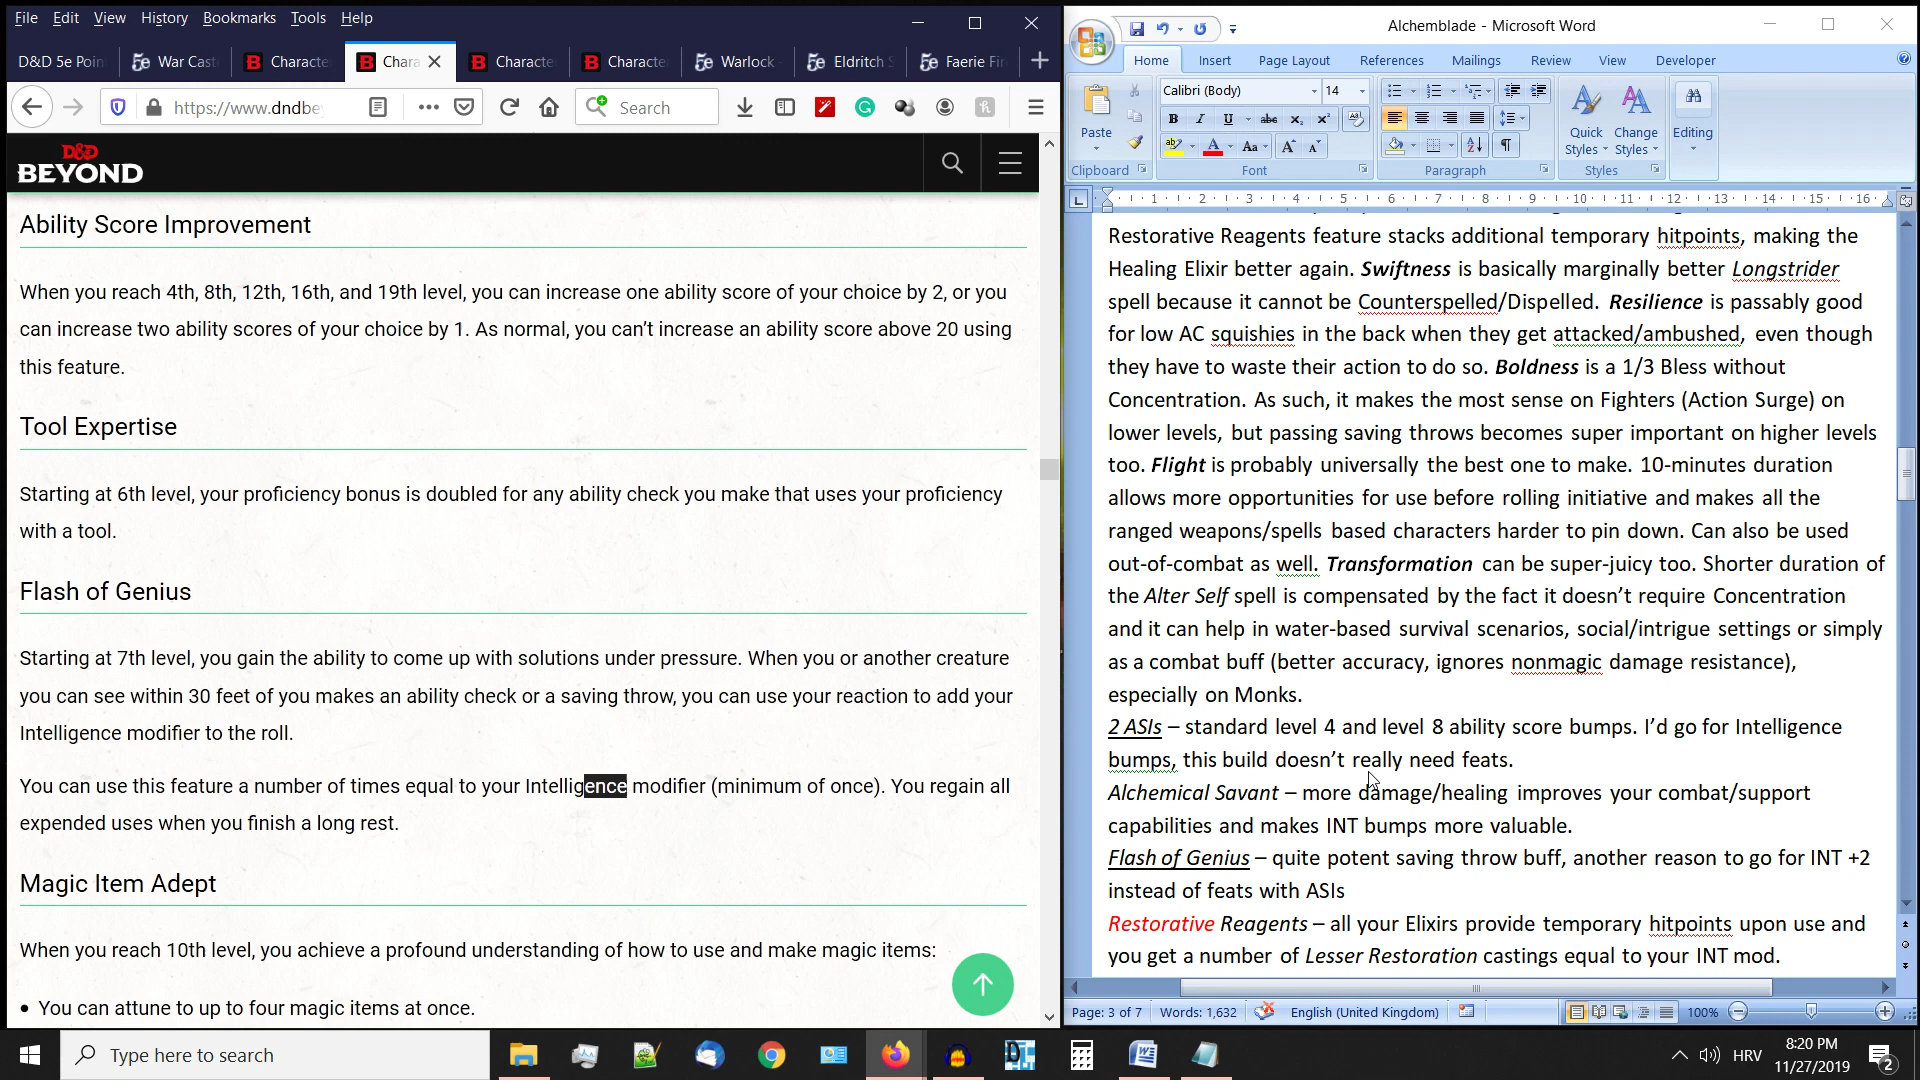 File Edit View History Bookmarks Tools Help
D&D 5e Poin
War Cast
Characte
Chara
Characte
Characte
Warlock -
Eldritch S
Faerie Fir
https://www.dndbe
Search
D&D
BEYOND
Ability Score Improvement
When you reach 4th, 8th, 12th, 16th, and 19th level, you can increase one ability score of your choice by 2, or you
can increase two ability scores of your choice by 1. As normal, you can’t increase an ability score above 20 using
this feature.
Tool Expertise
Starting at 6th level, your proficiency bonus is doubled for any ability check you make that uses your proficiency
with a tool.
Flash of Genius
Starting at 7th level, you gain the ability to come up with solutions under pressure. When you or another creature
you can see within 30 feet of you makes an ability check or a saving throw, you can use your reaction to add your
Intelligence modifier to the roll.
You can use this feature a number of times equal to your Intelligence modifier (minimum of once). You regain all
expended uses when you finish a long rest.
Magic Item Adept
When you reach 10th level, you achieve a profound understanding of how to use and make magic items:
• You can attune to up to four magic items at once.
Alchemblade - Microsoft Word
Home Insert Page Layout References Mailings Review View Developer
Calibri (Body) 14
Paste
B I U abc x₂ x² Aa
A A Aa A A
Quick Styles
Change Styles
Editing
Clipboard Font Paragraph Styles
1 2 3 4 5 6 7 8 9 10 11 12 13 14 15 16
Restorative Reagents feature stacks additional temporary hitpoints, making the
Healing Elixir better again. Swiftness is basically marginally better Longstrider
spell because it cannot be Counterspelled/Dispelled. Resilience is passably good
for low AC squishies in the back when they get attacked/ambushed, even though
they have to waste their action to do so. Boldness is a 1/3 Bless without
Concentration. As such, it makes the most sense on Fighters (Action Surge) on
lower levels, but passing saving throws becomes super important on higher levels
too. Flight is probably universally the best one to make. 10-minutes duration
allows more opportunities for use before rolling initiative and makes all the
ranged weapons/spells based characters harder to pin down. Can also be used
out-of-combat as well. Transformation can be super-juicy too. Shorter duration of
the Alter Self spell is compensated by the fact it doesn’t require Concentration
and it can help in water-based survival scenarios, social/intrigue settings or simply
as a combat buff (better accuracy, ignores nonmagic damage resistance),
especially on Monks.
2 ASIs – standard level 4 and level 8 ability score bumps. I’d go for Intelligence
bumps, this build doesn’t really need feats.
Alchemical Savant – more damage/healing improves your combat/support
capabilities and makes INT bumps more valuable.
Flash of Genius – quite potent saving throw buff, another reason to go for INT +2
instead of feats with ASIs
Restorative Reagents – all your Elixirs provide temporary hitpoints upon use and
you get a number of Lesser Restoration castings equal to your INT mod.
Page: 3 of 7 Words: 1,632 English (United Kingdom) 100%
Type here to search
HRV
8:20 PM
11/27/2019
2